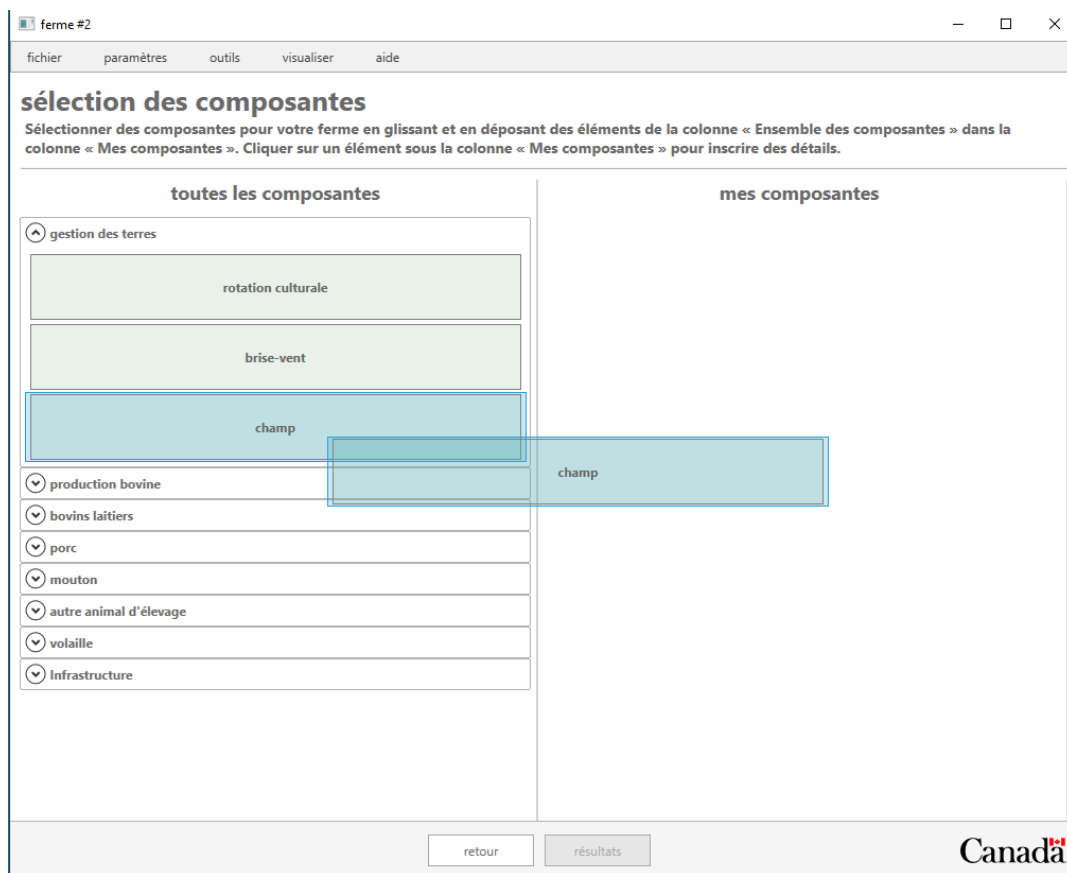 ferme #2
fichier paramètres outils visualiser aide
sélection des composantes
Sélectionner des composantes pour votre ferme en glissant et en déposant des éléments de la colonne « Ensemble des composantes » dans la
colonne « Mes composantes ». Cliquer sur un élément sous la colonne « Mes composantes » pour inscrire des détails.
toutes les composantes
mes composantes
gestion des terres
rotation culturale
brise-vent
champ
champ
production bovine
bovins laitiers
porc
mouton
autre animal d'élevage
volaille
Infrastructure
retour résultats
Canada